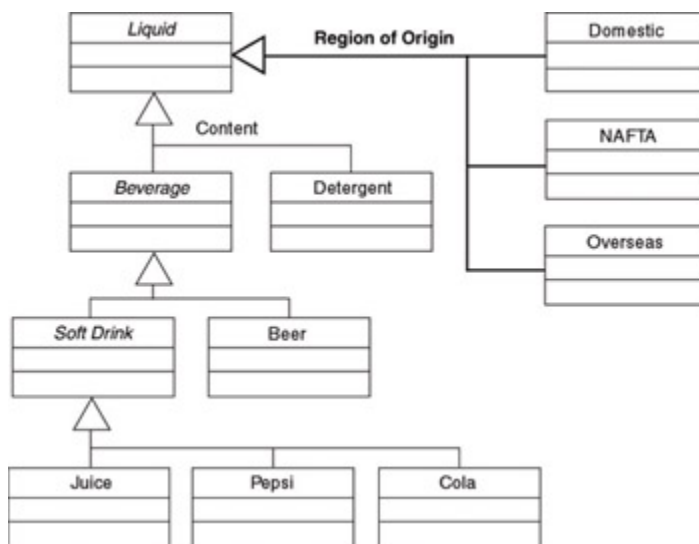 Liquid
Region of Origin
Domestic
Content
NAFTA
Beverage
Detergent
Overseas
Soft Drink
Beer
Juice
Pepsi
Cola